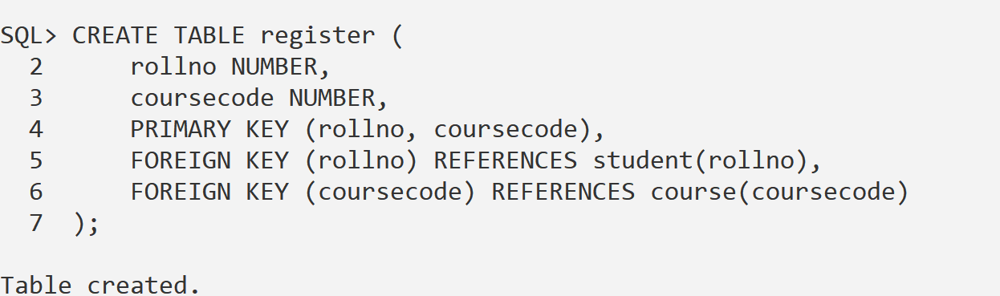 SQL> CREATE TABLE register (
  2      rollno NUMBER,
  3      coursecode NUMBER,
  4      PRIMARY KEY (rollno, coursecode),
  5      FOREIGN KEY (rollno) REFERENCES student(rollno),
  6      FOREIGN KEY (coursecode) REFERENCES course(coursecode)
  7  );
Table created.